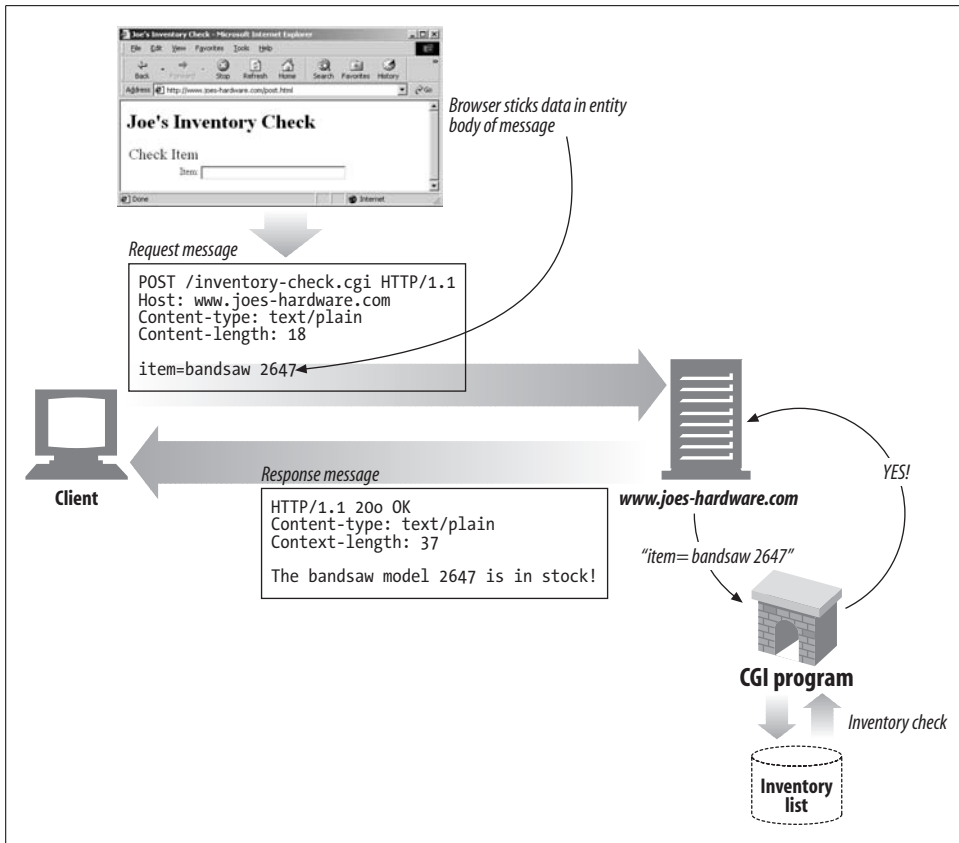 Joe's Inventory Check - Microsoft Internet Explorer
File Edit View Favorites Tools Help
Back Forward Stop Refresh Home Search Favorites History
Address http://www.joes-hardware.com/post.html Go
Joe's Inventory Check
Check Item
Item:
Done Internet
Browser sticks data in entity
body of message
Request message
POST /inventory-check.cgi HTTP/1.1
Host: www.joes-hardware.com
Content-type: text/plain
Content-length: 18
item=bandsaw 2647
Client
Response message
HTTP/1.1 200 OK
Content-type: text/plain
Context-length: 37
The bandsaw model 2647 is in stock!
www.joes-hardware.com
YES!
“item= bandsaw 2647”
CGI program
Inventory check
Inventory
list